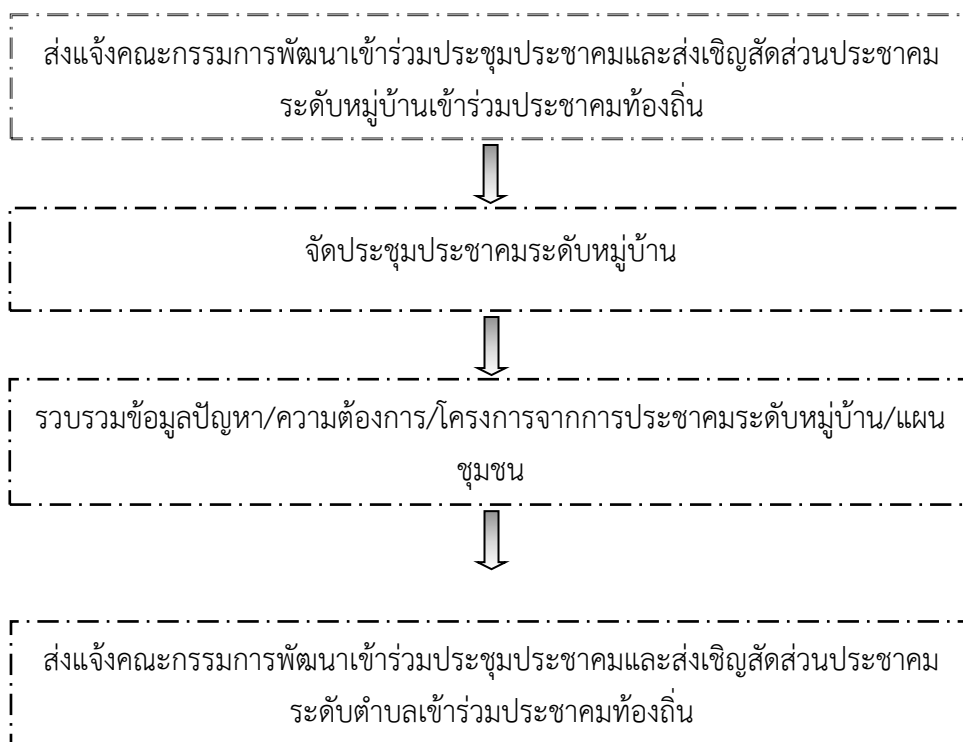 ส่งแจ้งคณะกรรมการพัฒนาเข้าร่วมประชุมประชาคมและส่งเชิญสัดส่วนประชาคม
ระดับหมู่บ้านเข้าร่วมประชาคมท้องถิ่น
จัดประชุมประชาคมระดับหมู่บ้าน
รวบรวมข้อมูลปัญหา/ความต้องการ/โครงการจากการประชาคมระดับหมู่บ้าน/แผน
ชุมชน
ส่งแจ้งคณะกรรมการพัฒนาเข้าร่วมประชุมประชาคมและส่งเชิญสัดส่วนประชาคม
ระดับตำบลเข้าร่วมประชาคมท้องถิ่น